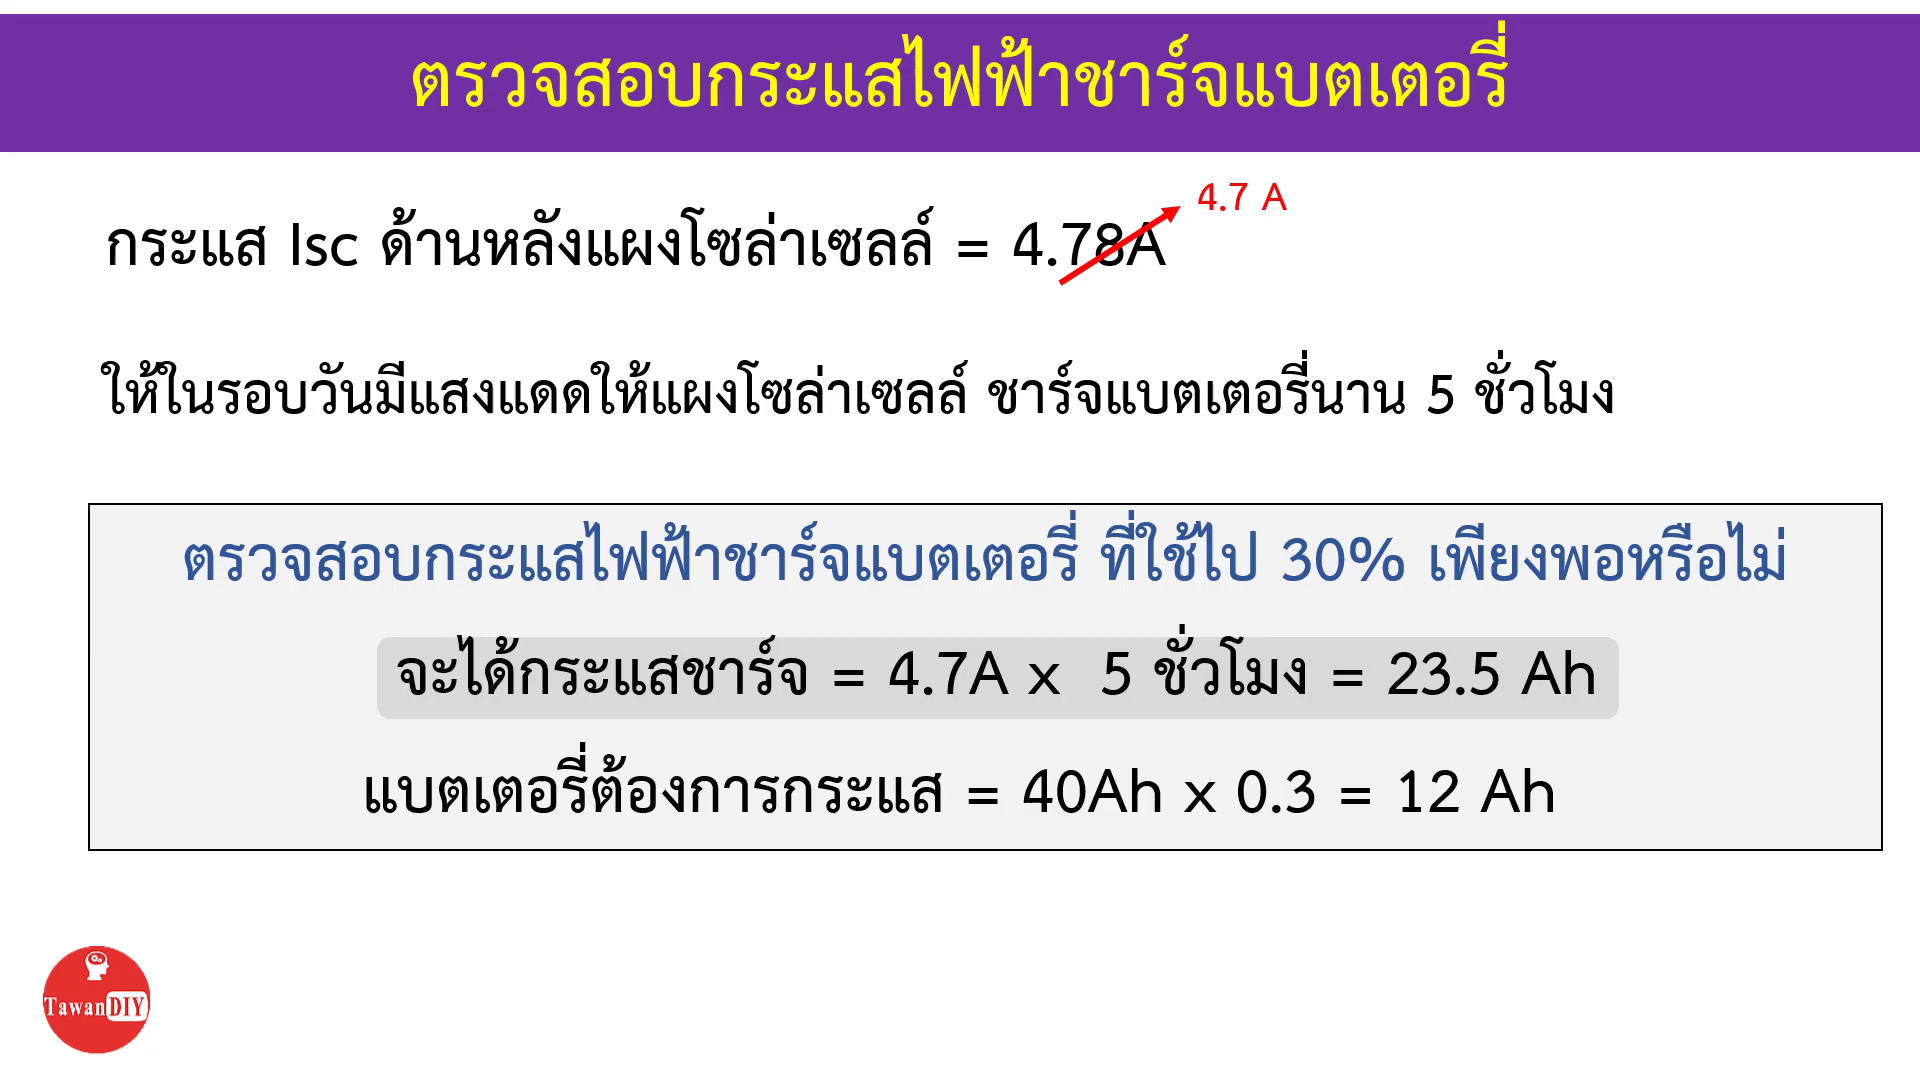 ตรวจสอบกระแสไฟฟ้าชาร์จแบตเตอรี่
4.7 A
กระแส Isc ด้านหลังแผงโซล่าเซลล์ = 4.78A
ให้ในรอบวันมีแสงแดดให้แผงโซล่าเซลล์ ชาร์จแบตเตอรี่นาน 5 ชั่วโมง
ตรวจสอบกระแสไฟฟ้าชาร์จแบตเตอรี่ ที่ใช้ไป 30% เพียงพอหรือไม่
จะได้กระแสชาร์จ = 4.7A x 5 ชั่วโมง = 23.5 Ah
แบตเตอรี่ต้องการกระแส = 40Ah x 0.3 = 12 Ah
TawanDIY